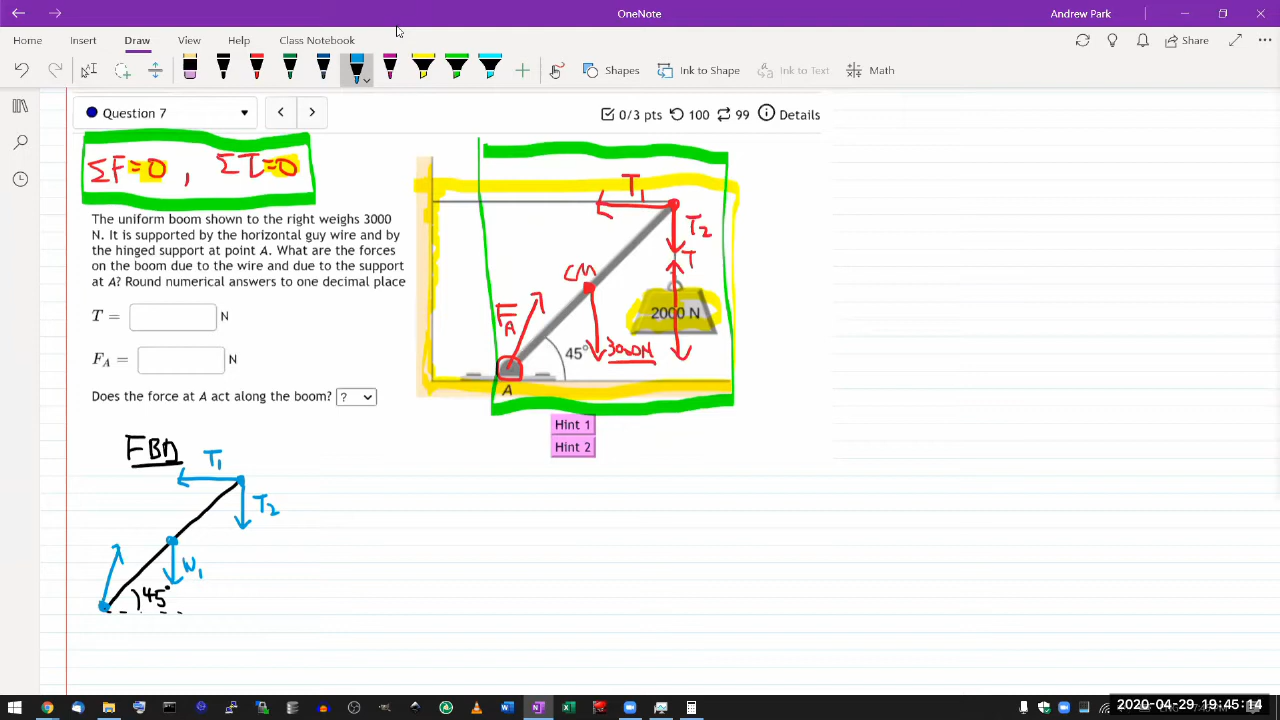 OneNote
Andrew Park
Home Insert Draw View Help Class Notebook
Share
Shapes Ink to Shape Ink to Text Math
Question 7
0/3 pts 100 99 Details
ΣF=0 , Στ=0
The uniform boom shown to the right weighs 3000
N. It is supported by the horizontal guy wire and by
the hinged support at point A. What are the forces
on the boom due to the wire and due to the support
at A? Round numerical answers to one decimal place
T = N
F_A = N
Does the force at A act along the boom? ?
T₁
T₂
T
CM
F_A
2000 N
45°
3000N
A
Hint 1
Hint 2
FBD
T₁
T₂
W₁
45°
2020-04-29 19:45:14